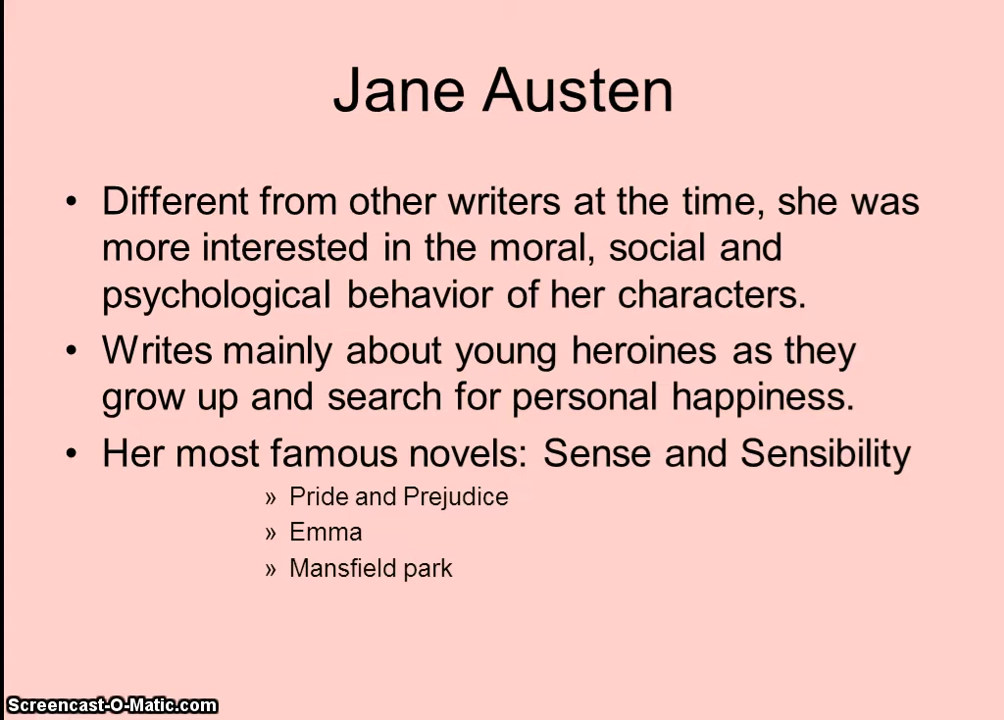 Jane Austen
• Different from other writers at the time, she was
more interested in the moral, social and
psychological behavior of her characters.
• Writes mainly about young heroines as they
grow up and search for personal happiness.
• Her most famous novels: Sense and Sensibility
» Pride and Prejudice
» Emma
» Mansfield park
Screencast-O-Matic.com